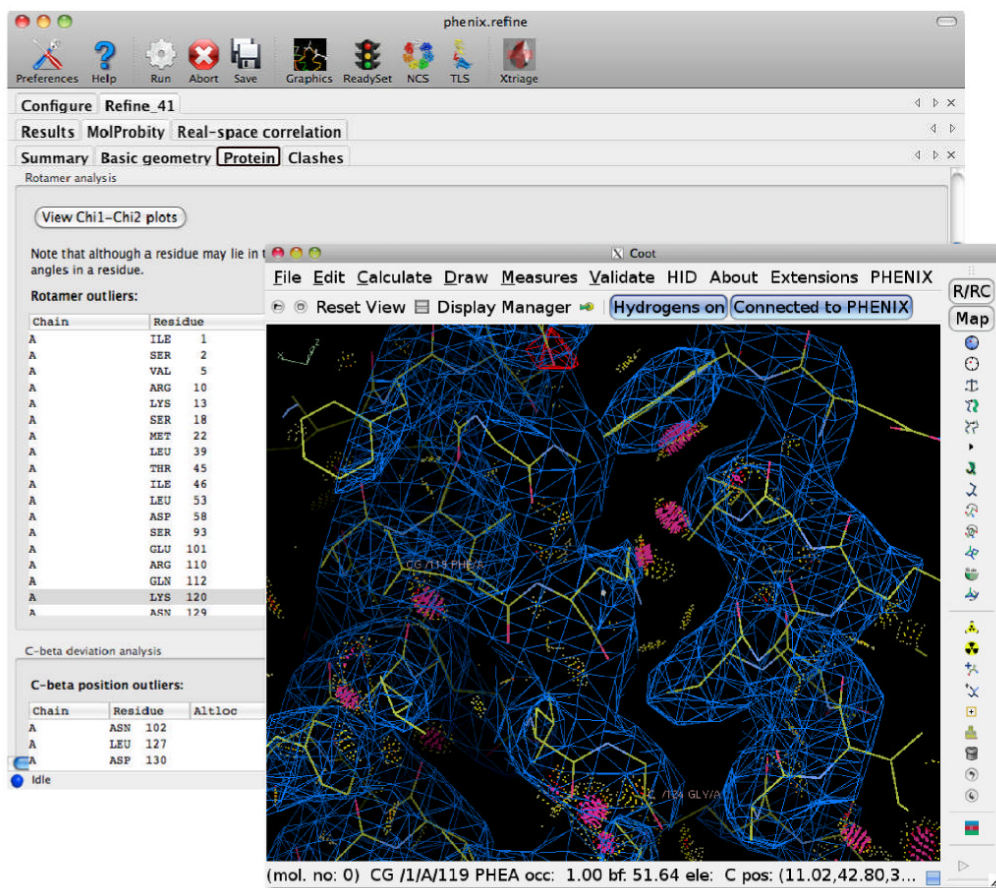 phenix.refine
Preferences Help Run Abort Save Graphics ReadySet NCS TLS Xtriage
Configure Refine_41
Results MolProbity Real-space correlation
Summary Basic geometry Protein Clashes
Rotamer analysis
View Chi1-Chi2 plots
Note that although a residue may lie in t
angles in a residue.
Rotamer outliers:
Chain Residue
A ILE 1
A SER 2
A VAL 5
A ARG 10
A LYS 13
A SER 18
A MET 22
A LEU 39
A THR 45
A ILE 46
A LEU 53
A ASP 58
A SER 93
A GLU 101
A ARG 110
A GLN 112
A LYS 120
A ASN 129
C-beta deviation analysis
C-beta position outliers:
Chain Residue Altloc
A ASN 102
A LEU 127
A ASP 130
Idle
X Coot
File Edit Calculate Draw Measures Validate HID About Extensions PHENIX
Reset View Display Manager Hydrogens on Connected to PHENIX
R/RC
Map
CG /119 PHE/A
/124 GLY/A
(mol. no: 0) CG /1/A/119 PHEA occ: 1.00 bf: 51.64 ele: C pos: (11.02,42.80,3...